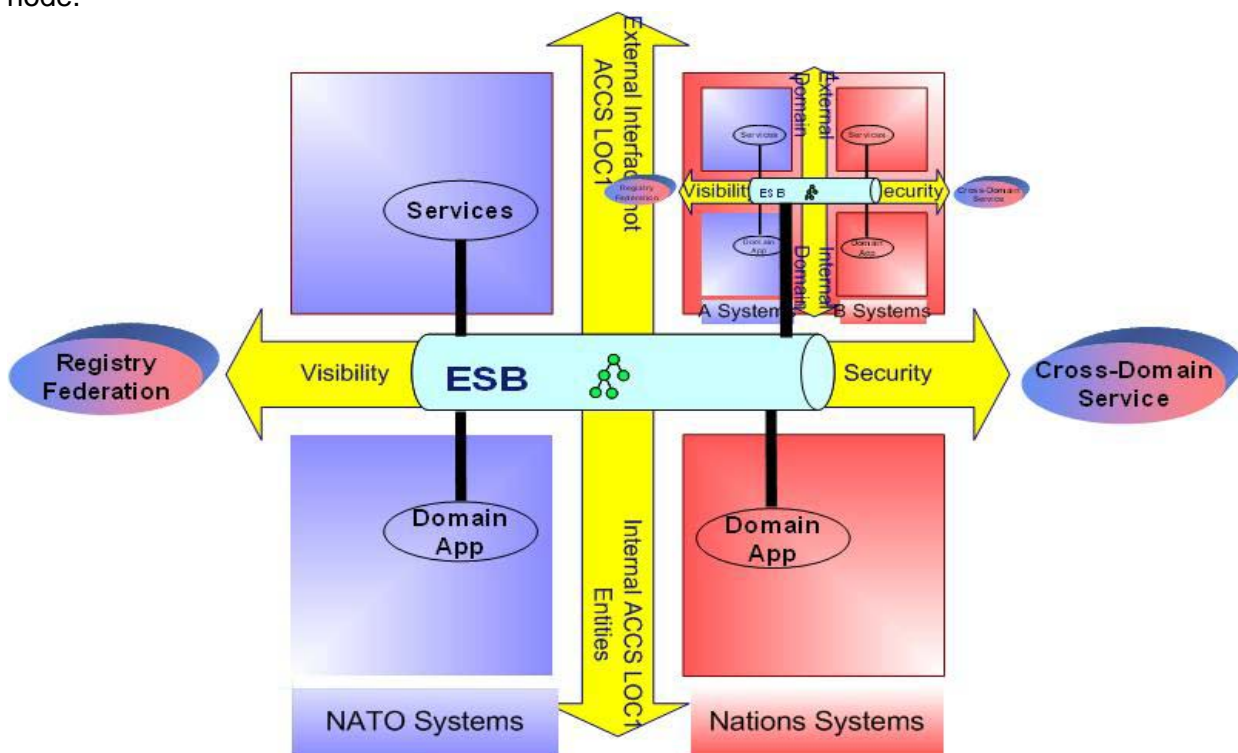 node.
External Interface not
ACCS LOC1
External
Domain
Services
Services
Registry
Federation
Visibility
ESB
Security
Cross-Domain
Service
Domain
App
Domain
App
Internal
Domain
A Systems
B Systems
Services
Registry
Federation
Visibility
ESB
Security
Cross-Domain
Service
Domain
App
Domain
App
Internal ACCS LOC1
Entities
NATO Systems
Nations Systems